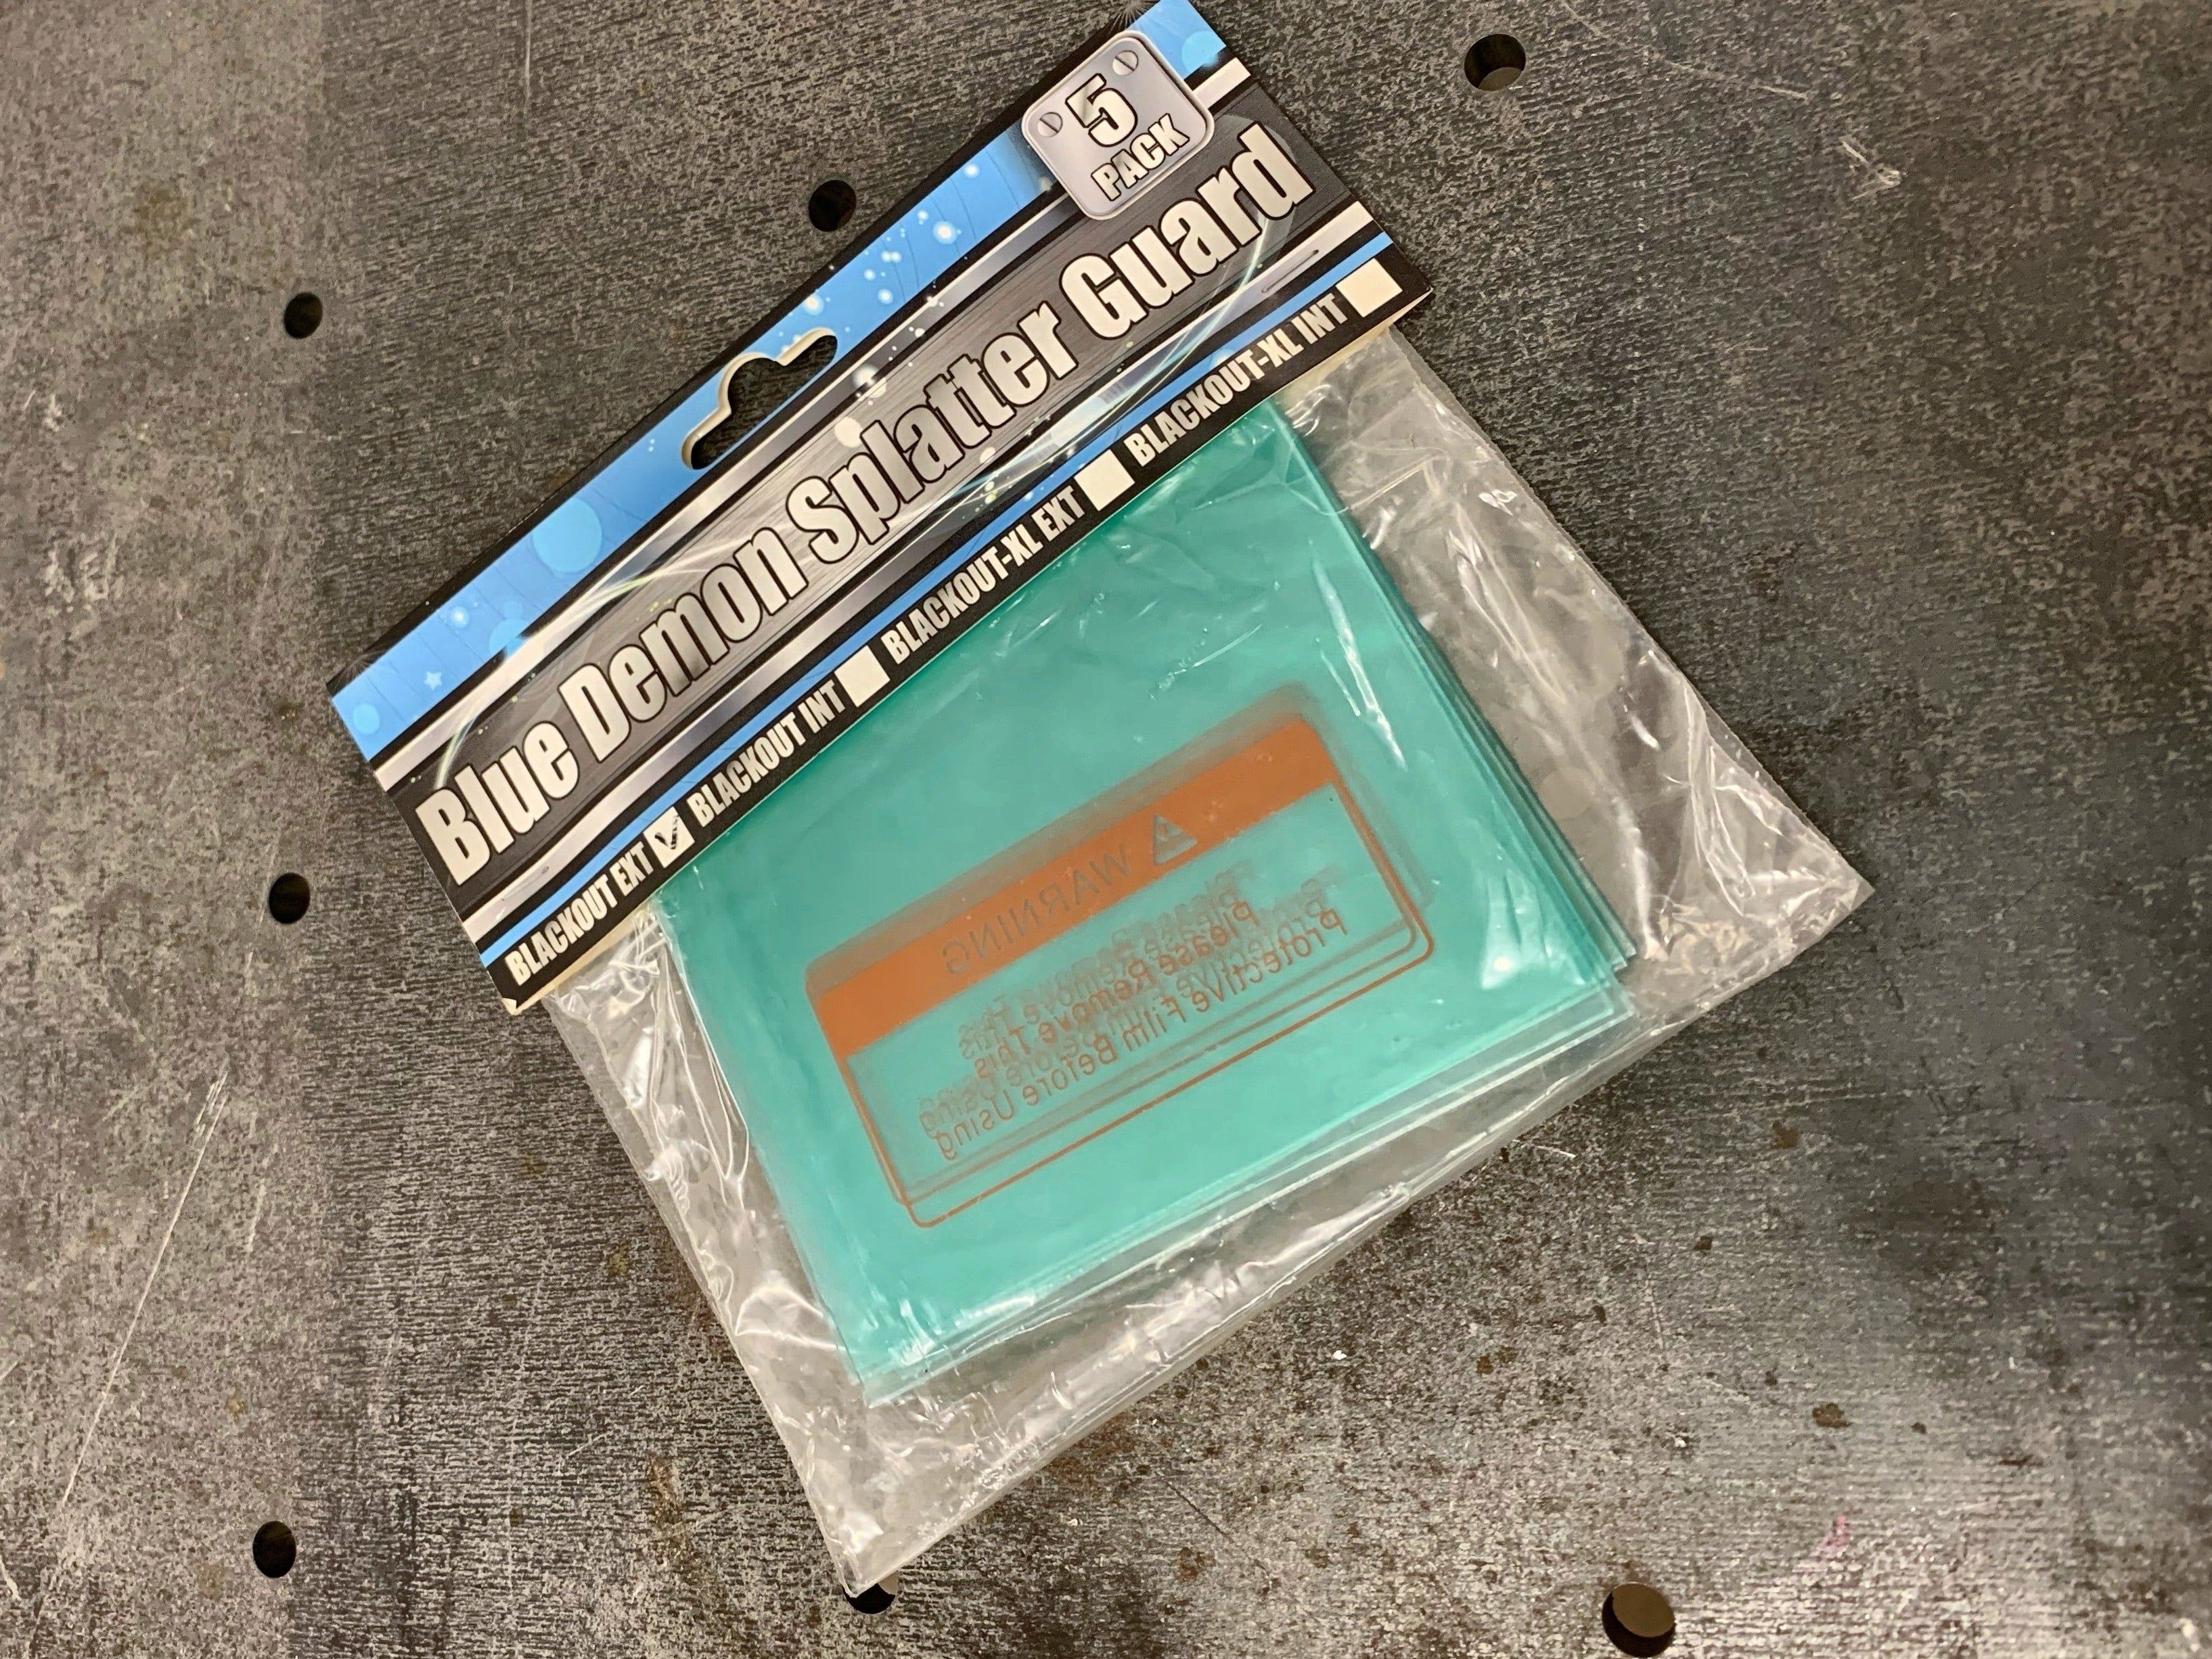 5
PACK
Blue Demon Splatter Guard
BLACKOUT EXT BLACKOUT INT BLACKOUT-XL EXT BLACKOUT-XL INT
WARNING
Please Remove This
Protective Film Before Using